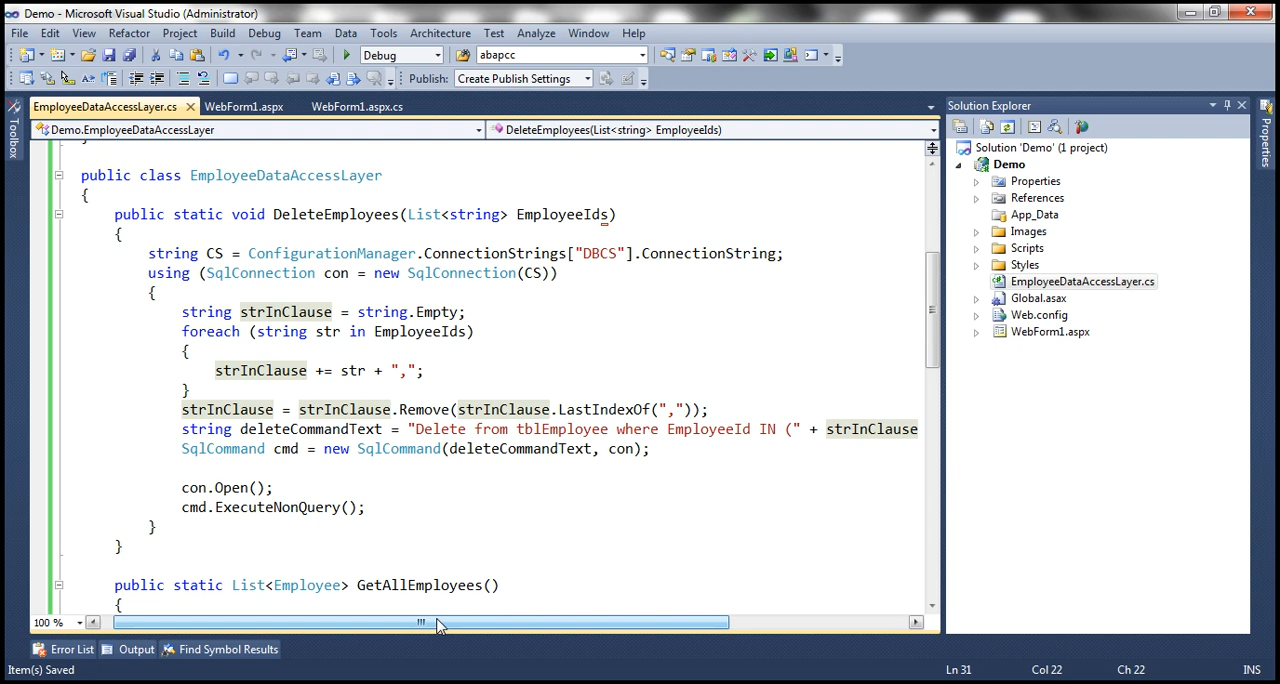 Demo - Microsoft Visual Studio (Administrator)
File Edit View Refactor Project Build Debug Team Data Tools Architecture Test Analyze Window Help
Debug abapcc
Publish: Create Publish Settings
EmployeeDataAccessLayer.cs WebForm1.aspx WebForm1.aspx.cs
Demo.EmployeeDataAccessLayer DeleteEmployees(List<string> EmployeeIds)
Toolbox
}
public class EmployeeDataAccessLayer
{
public static void DeleteEmployees(List<string> EmployeeIds)
{
string CS = ConfigurationManager.ConnectionStrings["DBCS"].ConnectionString;
using (SqlConnection con = new SqlConnection(CS))
{
string strInClause = string.Empty;
foreach (string str in EmployeeIds)
{
strInClause += str + ",";
}
strInClause = strInClause.Remove(strInClause.LastIndexOf(","));
string deleteCommandText = "Delete from tblEmployee where EmployeeId IN (" + strInClause
SqlCommand cmd = new SqlCommand(deleteCommandText, con);
con.Open();
cmd.ExecuteNonQuery();
}
}
public static List<Employee> GetAllEmployees()
{
100 %
Solution Explorer
Solution 'Demo' (1 project)
Demo
Properties
References
App_Data
Images
Scripts
Styles
EmployeeDataAccessLayer.cs
Global.asax
Web.config
WebForm1.aspx
Properties
Error List Output Find Symbol Results
Item(s) Saved Ln 31 Col 22 Ch 22 INS